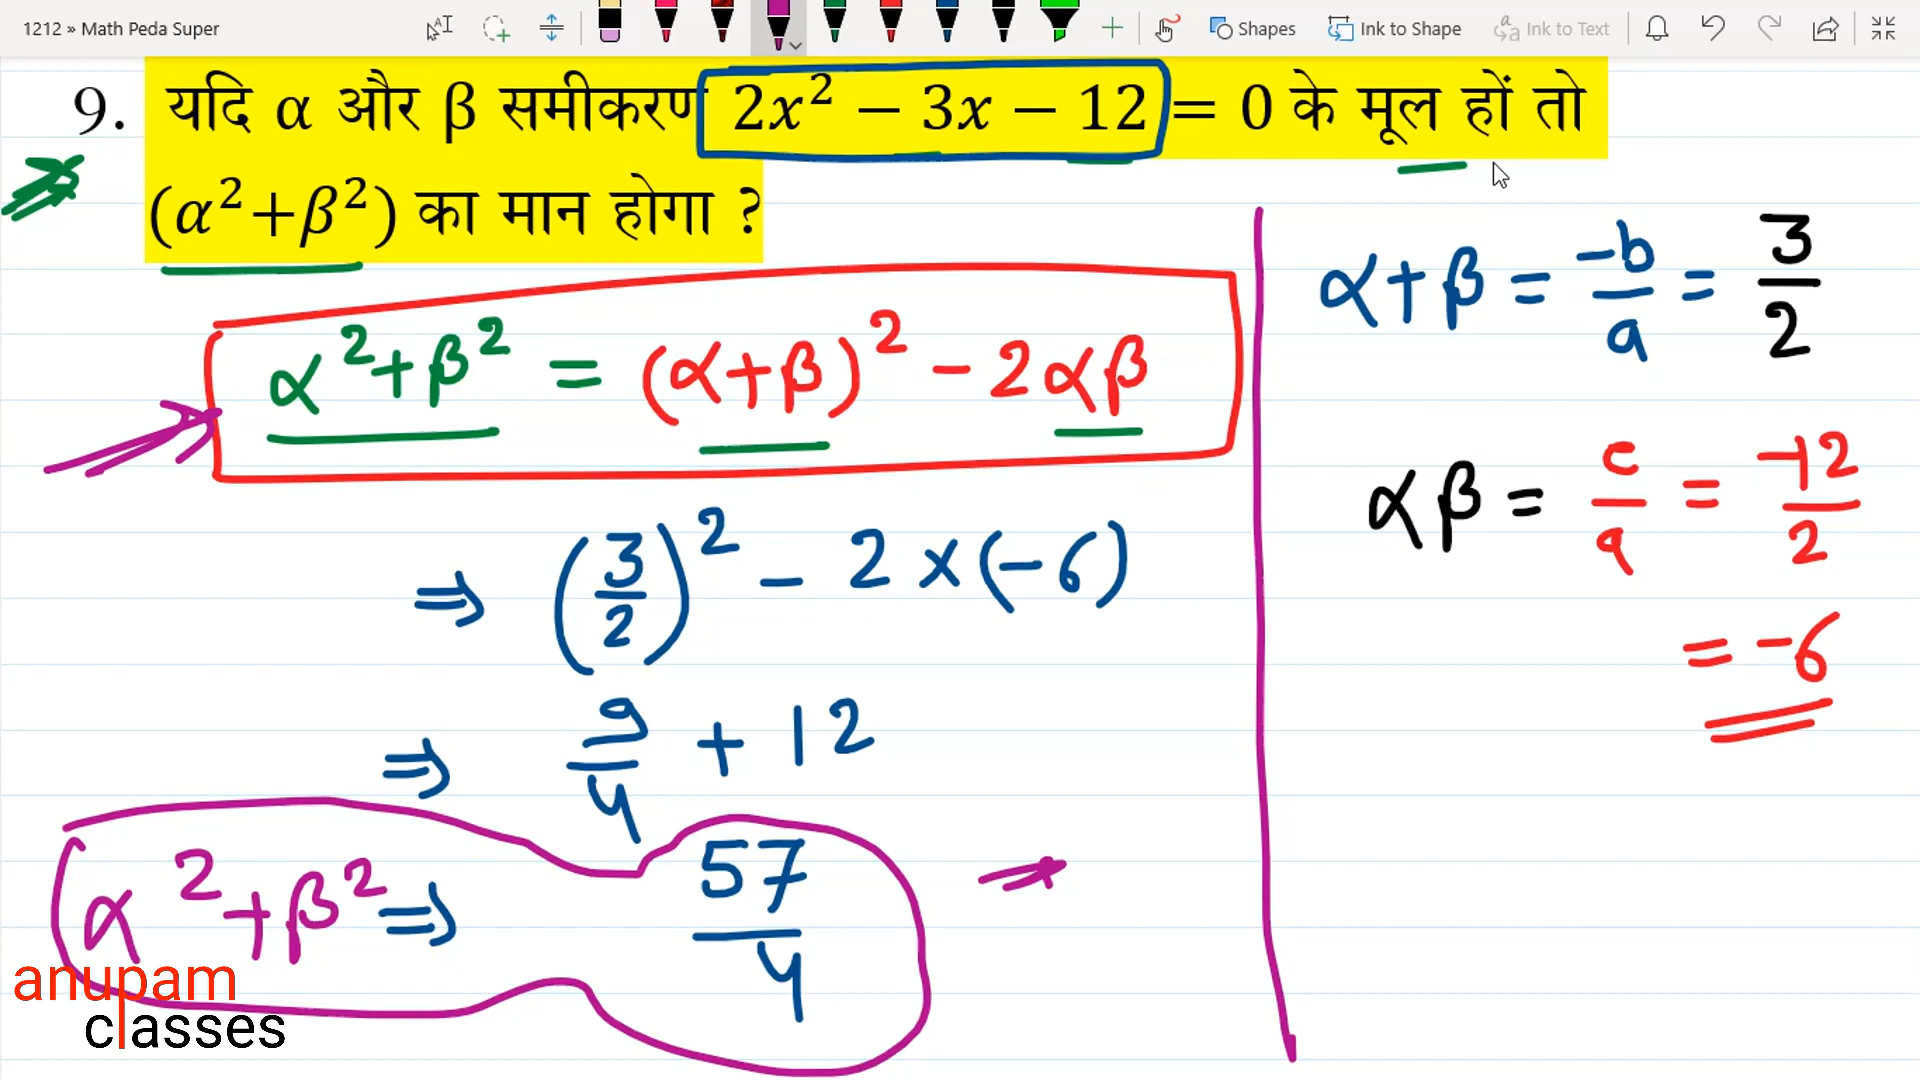 1212 » Math Peda Super
Shapes
Ink to Shape
Ink to Text
9. यदि α और β समीकरण 2x² − 3x − 12 = 0 के मूल हों तो
(α²+β²) का मान होगा ?
α² + β² = (α+β)² − 2αβ
⇒ (3/2)² − 2 × (−6)
⇒ 9/4 + 12
α² + β² ⇒ 57/4
α+β = −b/a = 3/2
αβ = c/a = −12/2
= −6
anupam
classes